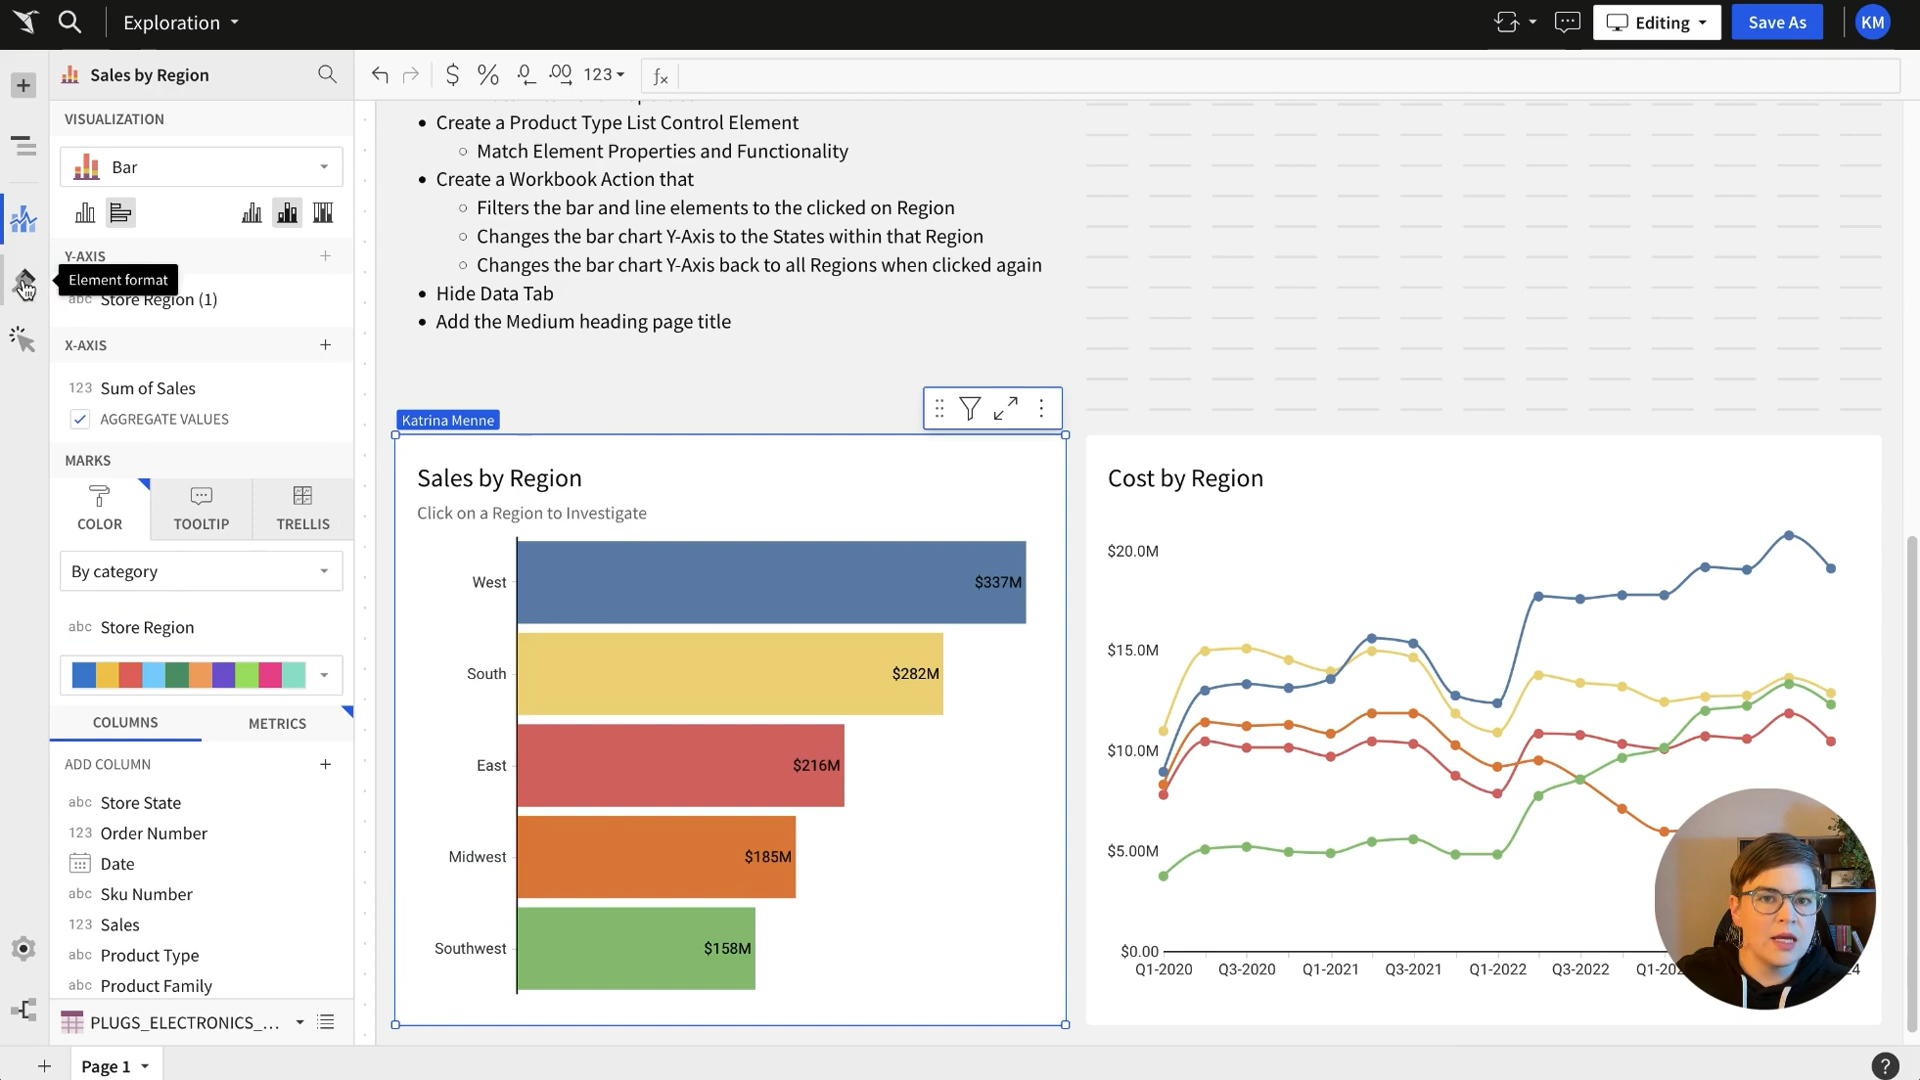 Exploration
Editing
Save As
KM
Sales by Region
$
%
.0
.00
123
fx
VISUALIZATION
Bar
Y-AXIS
Element format
abc Store Region (1)
X-AXIS
123 Sum of Sales
AGGREGATE VALUES
MARKS
COLOR
TOOLTIP
TRELLIS
By category
abc Store Region
COLUMNS
METRICS
ADD COLUMN
abc Store State
123 Order Number
Date
abc Sku Number
123 Sales
abc Product Type
abc Product Family
PLUGS_ELECTRONICS_...
Page 1
Create a Product Type List Control Element
Match Element Properties and Functionality
Create a Workbook Action that
Filters the bar and line elements to the clicked on Region
Changes the bar chart Y-Axis to the States within that Region
Changes the bar chart Y-Axis back to all Regions when clicked again
Hide Data Tab
Add the Medium heading page title
Katrina Menne
Sales by Region
Click on a Region to Investigate
West $337M
South $282M
East $216M
Midwest $185M
Southwest $158M
Cost by Region
$20.0M
$15.0M
$10.0M
$5.00M
$0.00
Q1-2020 Q3-2020 Q1-2021 Q3-2021 Q1-2022 Q3-2022
?